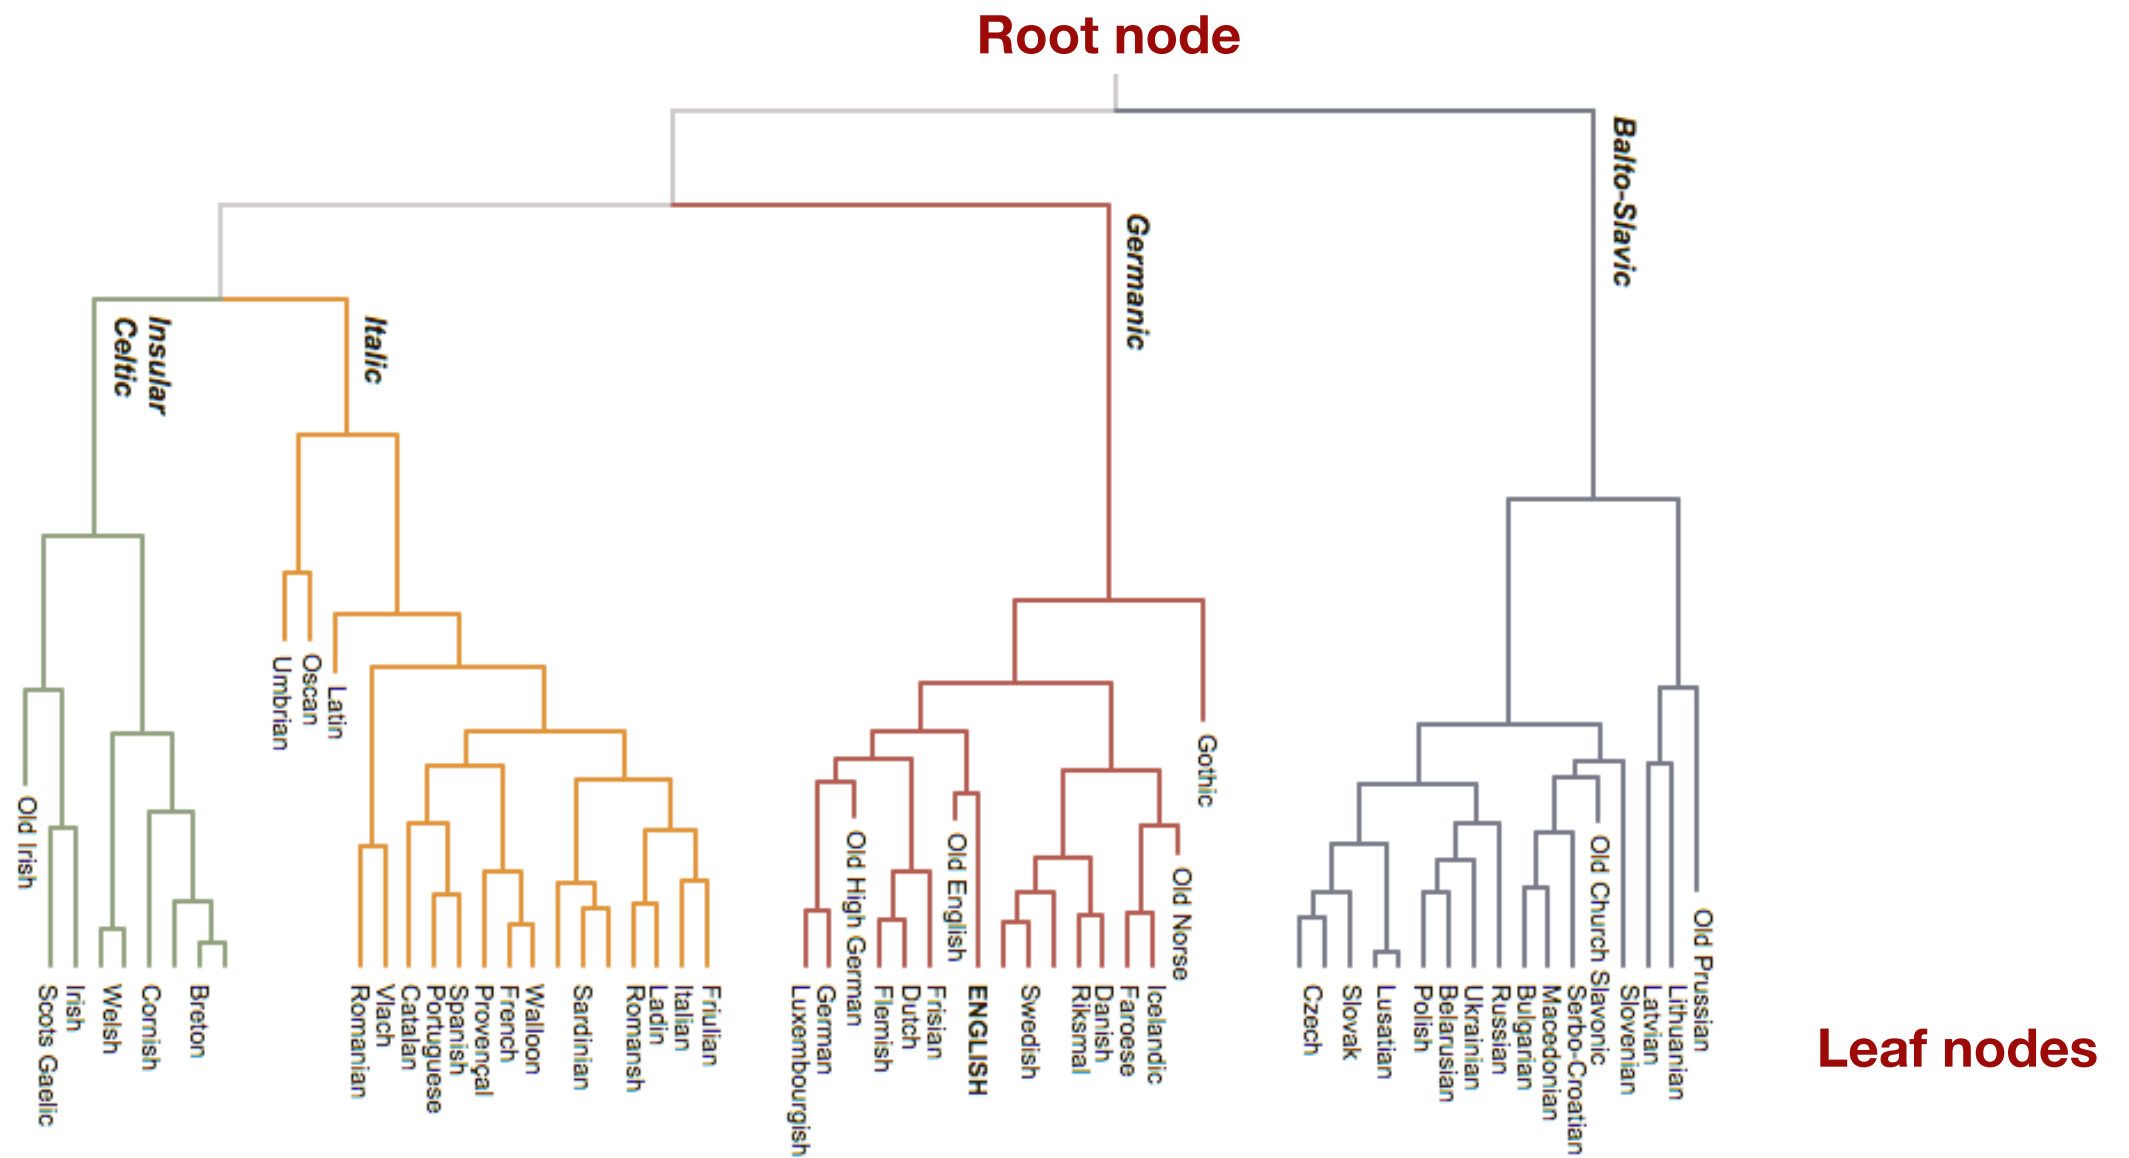 Root node
Balto-Slavic
Germanic
Insular
Celtic
Italic
Umbrian
Oscan
Latin
Gothic
Old Irish
Old High German
Old English
Old Norse
Old Church Slavonic
Old Prussian
Scots Gaelic
Irish
Welsh
Cornish
Breton
Romanian
Vlach
Catalan
Portuguese
Spanish
Provençal
French
Walloon
Sardinian
Romansh
Ladin
Italian
Friulian
Luxembourgish
German
Flemish
Dutch
Frisian
ENGLISH
Swedish
Riksmal
Danish
Faroese
Icelandic
Czech
Slovak
Lusatian
Polish
Belarusian
Ukrainian
Russian
Bulgarian
Macedonian
Serbo-Croatian
Slovenian
Latvian
Lithuanian
Leaf nodes